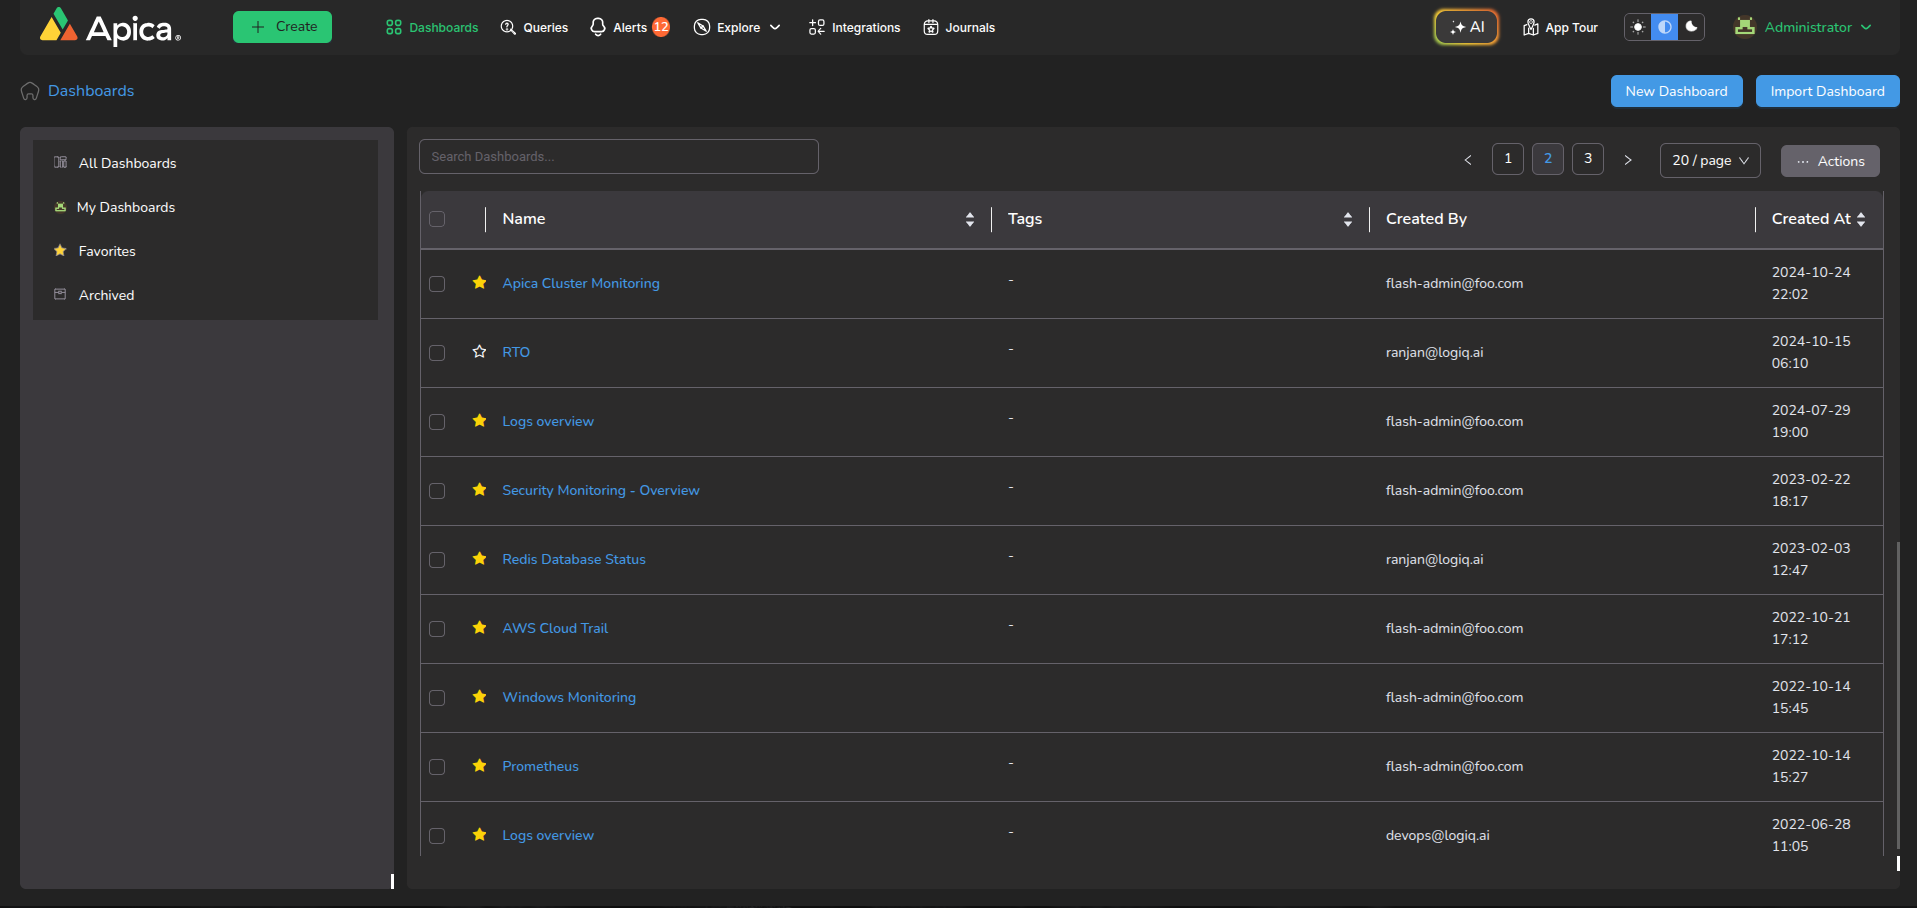 Apica®
Create
Dashboards
Queries
Alerts 12
Explore
Integrations
Journals
AI
App Tour
Administrator
Dashboards
New Dashboard
Import Dashboard
All Dashboards
My Dashboards
Favorites
Archived
Search Dashboards...
< 1 2 3 >
20 / page
··· Actions
Name Tags Created By Created At
Apica Cluster Monitoring - flash-admin@foo.com 2024-10-24
22:02
RTO - ranjan@logiq.ai 2024-10-15
06:10
Logs overview - flash-admin@foo.com 2024-07-29
19:00
Security Monitoring - Overview - flash-admin@foo.com 2023-02-22
18:17
Redis Database Status - ranjan@logiq.ai 2023-02-03
12:47
AWS Cloud Trail - flash-admin@foo.com 2022-10-21
17:12
Windows Monitoring - flash-admin@foo.com 2022-10-14
15:45
Prometheus - flash-admin@foo.com 2022-10-14
15:27
Logs overview - devops@logiq.ai 2022-06-28
11:05